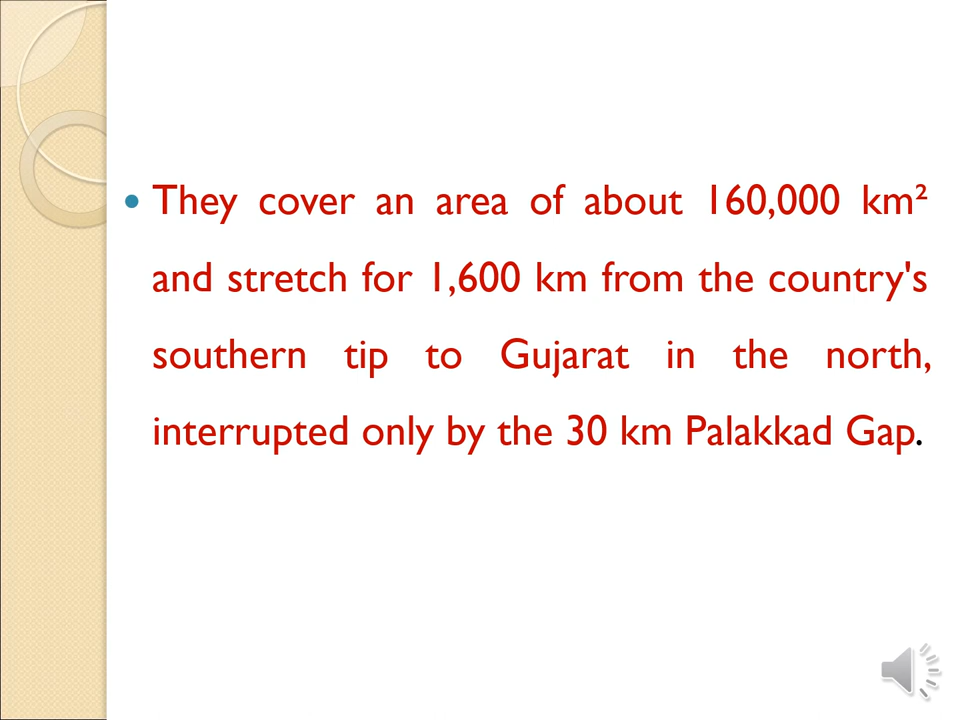 • They cover an area of about 160,000 km²
and stretch for 1,600 km from the country's
southern tip to Gujarat in the north,
interrupted only by the 30 km Palakkad Gap.